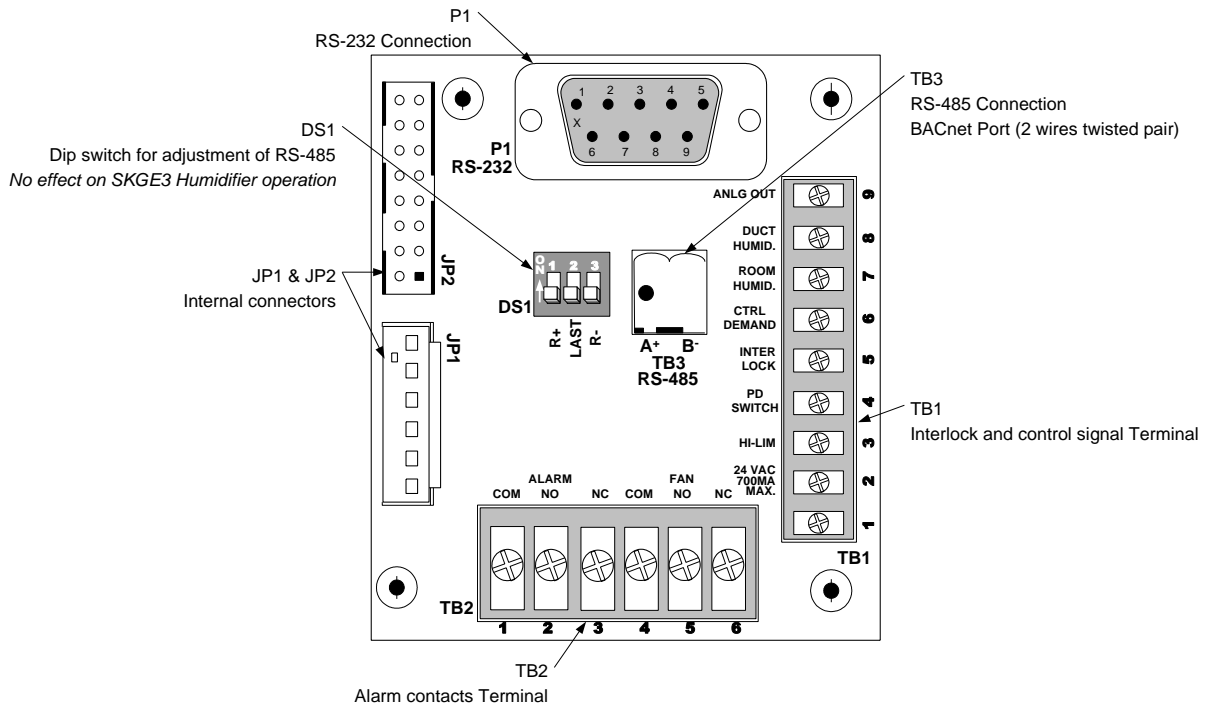 P1
RS-232 Connection
TB3
RS-485 Connection
BACnet Port (2 wires twisted pair)
DS1
Dip switch for adjustment of RS-485
No effect on SKGE3 Humidifier operation
JP1 & JP2
Internal connectors
1 2 3 4 5
X
6 7 8 9
P1
RS-232
JP2
JP1
ON
1 2 3
DS1
R+
LAST
R-
A+ B-
TB3
RS-485
ANLG OUT 9
DUCT
HUMID. 8
ROOM
HUMID. 7
CTRL
DEMAND 6
INTER
LOCK 5
PD
SWITCH 4
HI-LIM 3
24 VAC
700MA
MAX. 2
1
TB1
TB1
Interlock and control signal Terminal
ALARM FAN
COM NO NC COM NO NC
TB2
1 2 3 4 5 6
TB2
Alarm contacts Terminal